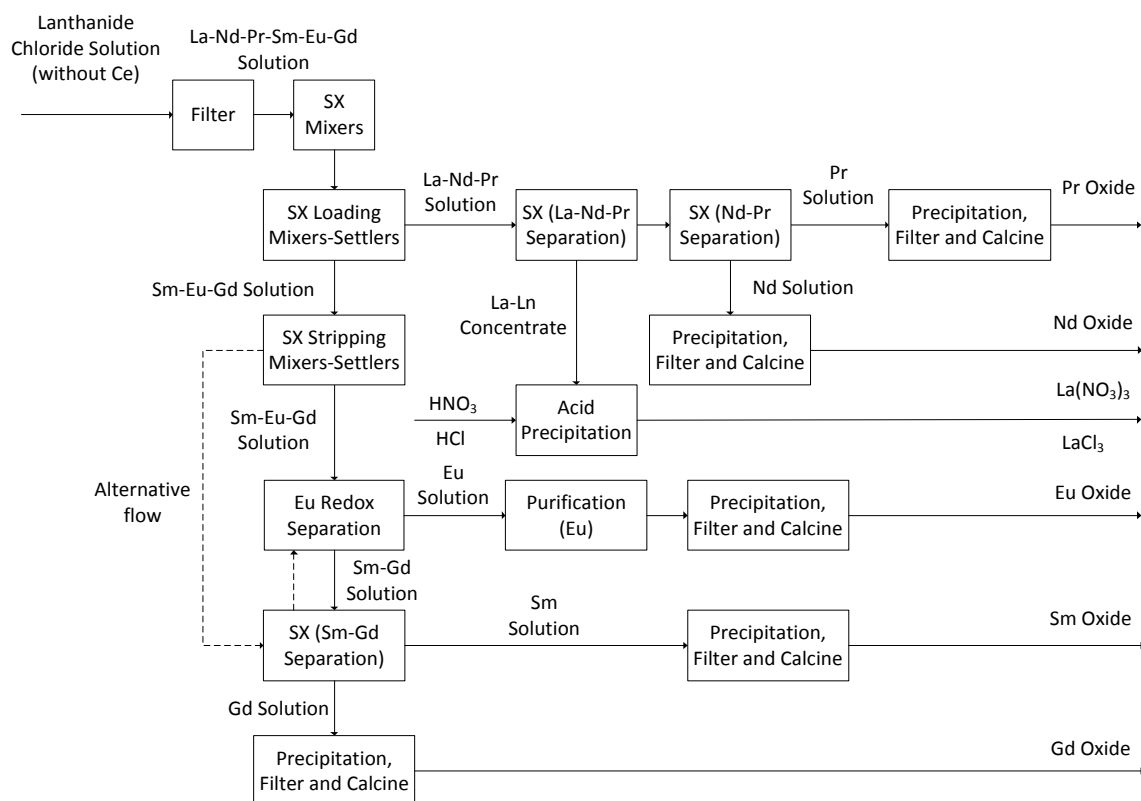 Lanthanide
Chloride Solution
(without Ce)
La-Nd-Pr-Sm-Eu-Gd
Solution
Filter
SX
Mixers
SX Loading
Mixers-Settlers
La-Nd-Pr
Solution
SX (La-Nd-Pr
Separation)
SX (Nd-Pr
Separation)
Pr
Solution
Precipitation,
Filter and Calcine
Pr Oxide
Sm-Eu-Gd Solution
La-Ln
Concentrate
Nd Solution
SX Stripping
Mixers-Settlers
Precipitation,
Filter and Calcine
Nd Oxide
Sm-Eu-Gd
Solution
HNO₃
HCl
Acid
Precipitation
La(NO₃)₃
LaCl₃
Alternative
flow
Eu Redox
Separation
Eu
Solution
Purification
(Eu)
Precipitation,
Filter and Calcine
Eu Oxide
Sm-Gd
Solution
SX (Sm-Gd
Separation)
Sm
Solution
Precipitation,
Filter and Calcine
Sm Oxide
Gd Solution
Precipitation,
Filter and Calcine
Gd Oxide